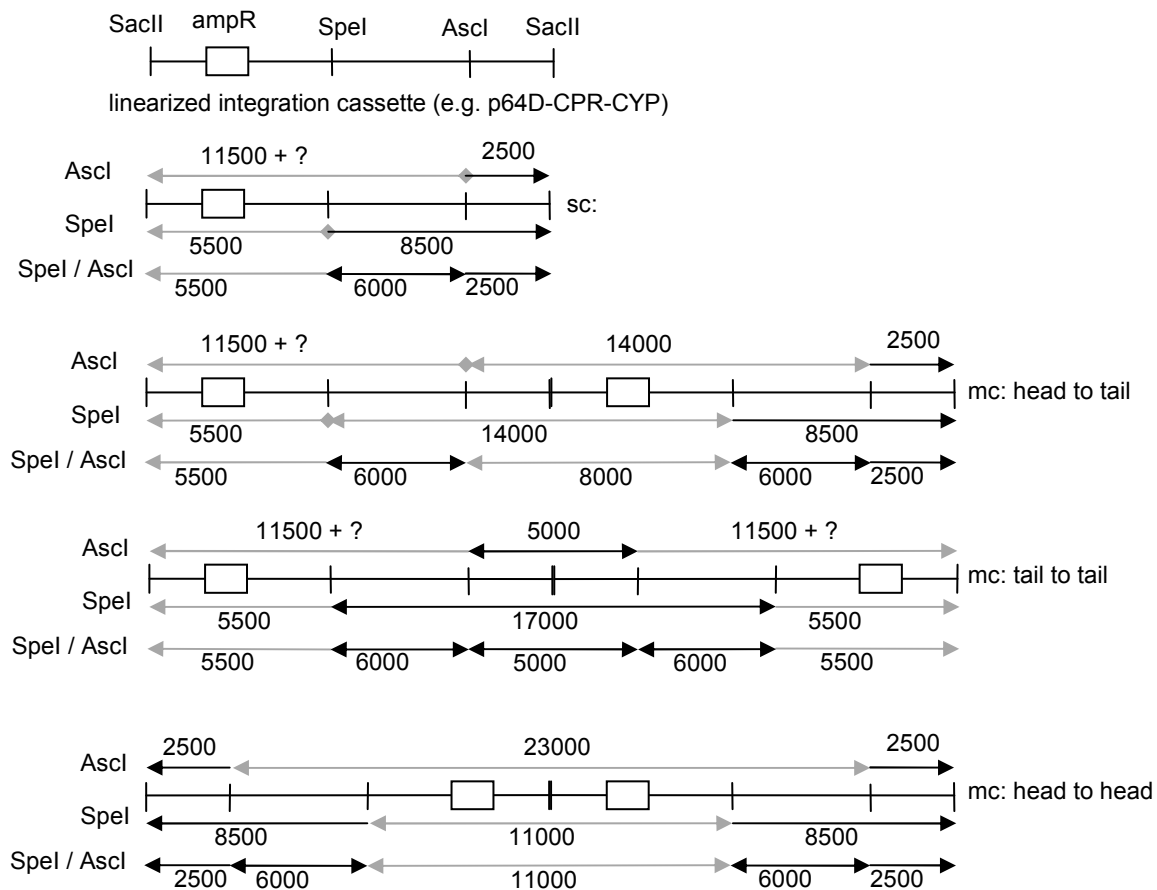 SacII ampR SpeI AscI SacII
linearized integration cassette (e.g. p64D-CPR-CYP)
11500 + ? 2500
AscI
sc:
SpeI
5500 8500
SpeI / AscI
5500 6000 2500
11500 + ? 14000 2500
AscI
mc: head to tail
SpeI
5500 14000 8500
SpeI / AscI
5500 6000 8000 6000 2500
11500 + ? 5000 11500 + ?
AscI
mc: tail to tail
SpeI
5500 17000 5500
SpeI / AscI
5500 6000 5000 6000 5500
2500 23000 2500
AscI
mc: head to head
SpeI
8500 11000 8500
SpeI / AscI
2500 6000 11000 6000 2500